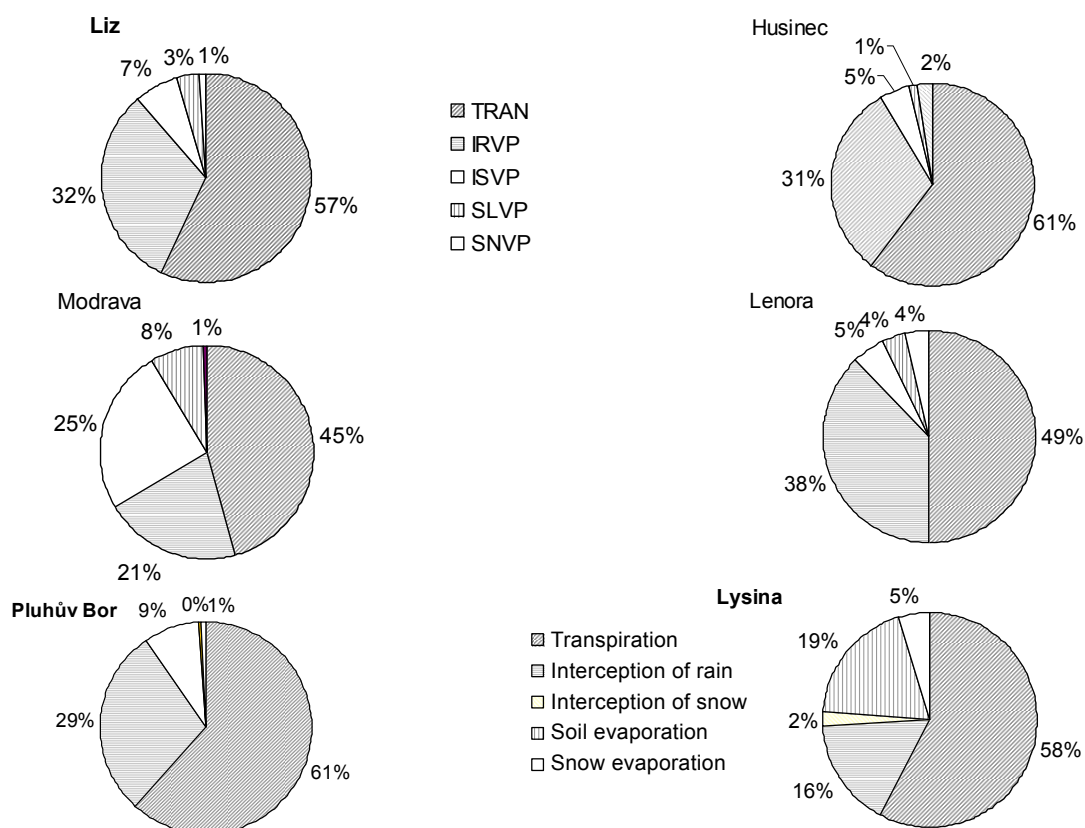 Liz
3% 1%
7%
32%
57%
TRAN
IRVP
ISVP
SLVP
SNVP
Husinec
1%
2%
5%
31%
61%
Modrava
8%
1%
25%
45%
21%
Lenora
5%
4%
4%
38%
49%
Pluhův Bor
9%
0%
1%
29%
61%
Transpiration
Interception of rain
Interception of snow
Soil evaporation
Snow evaporation
Lysina
5%
19%
2%
16%
58%